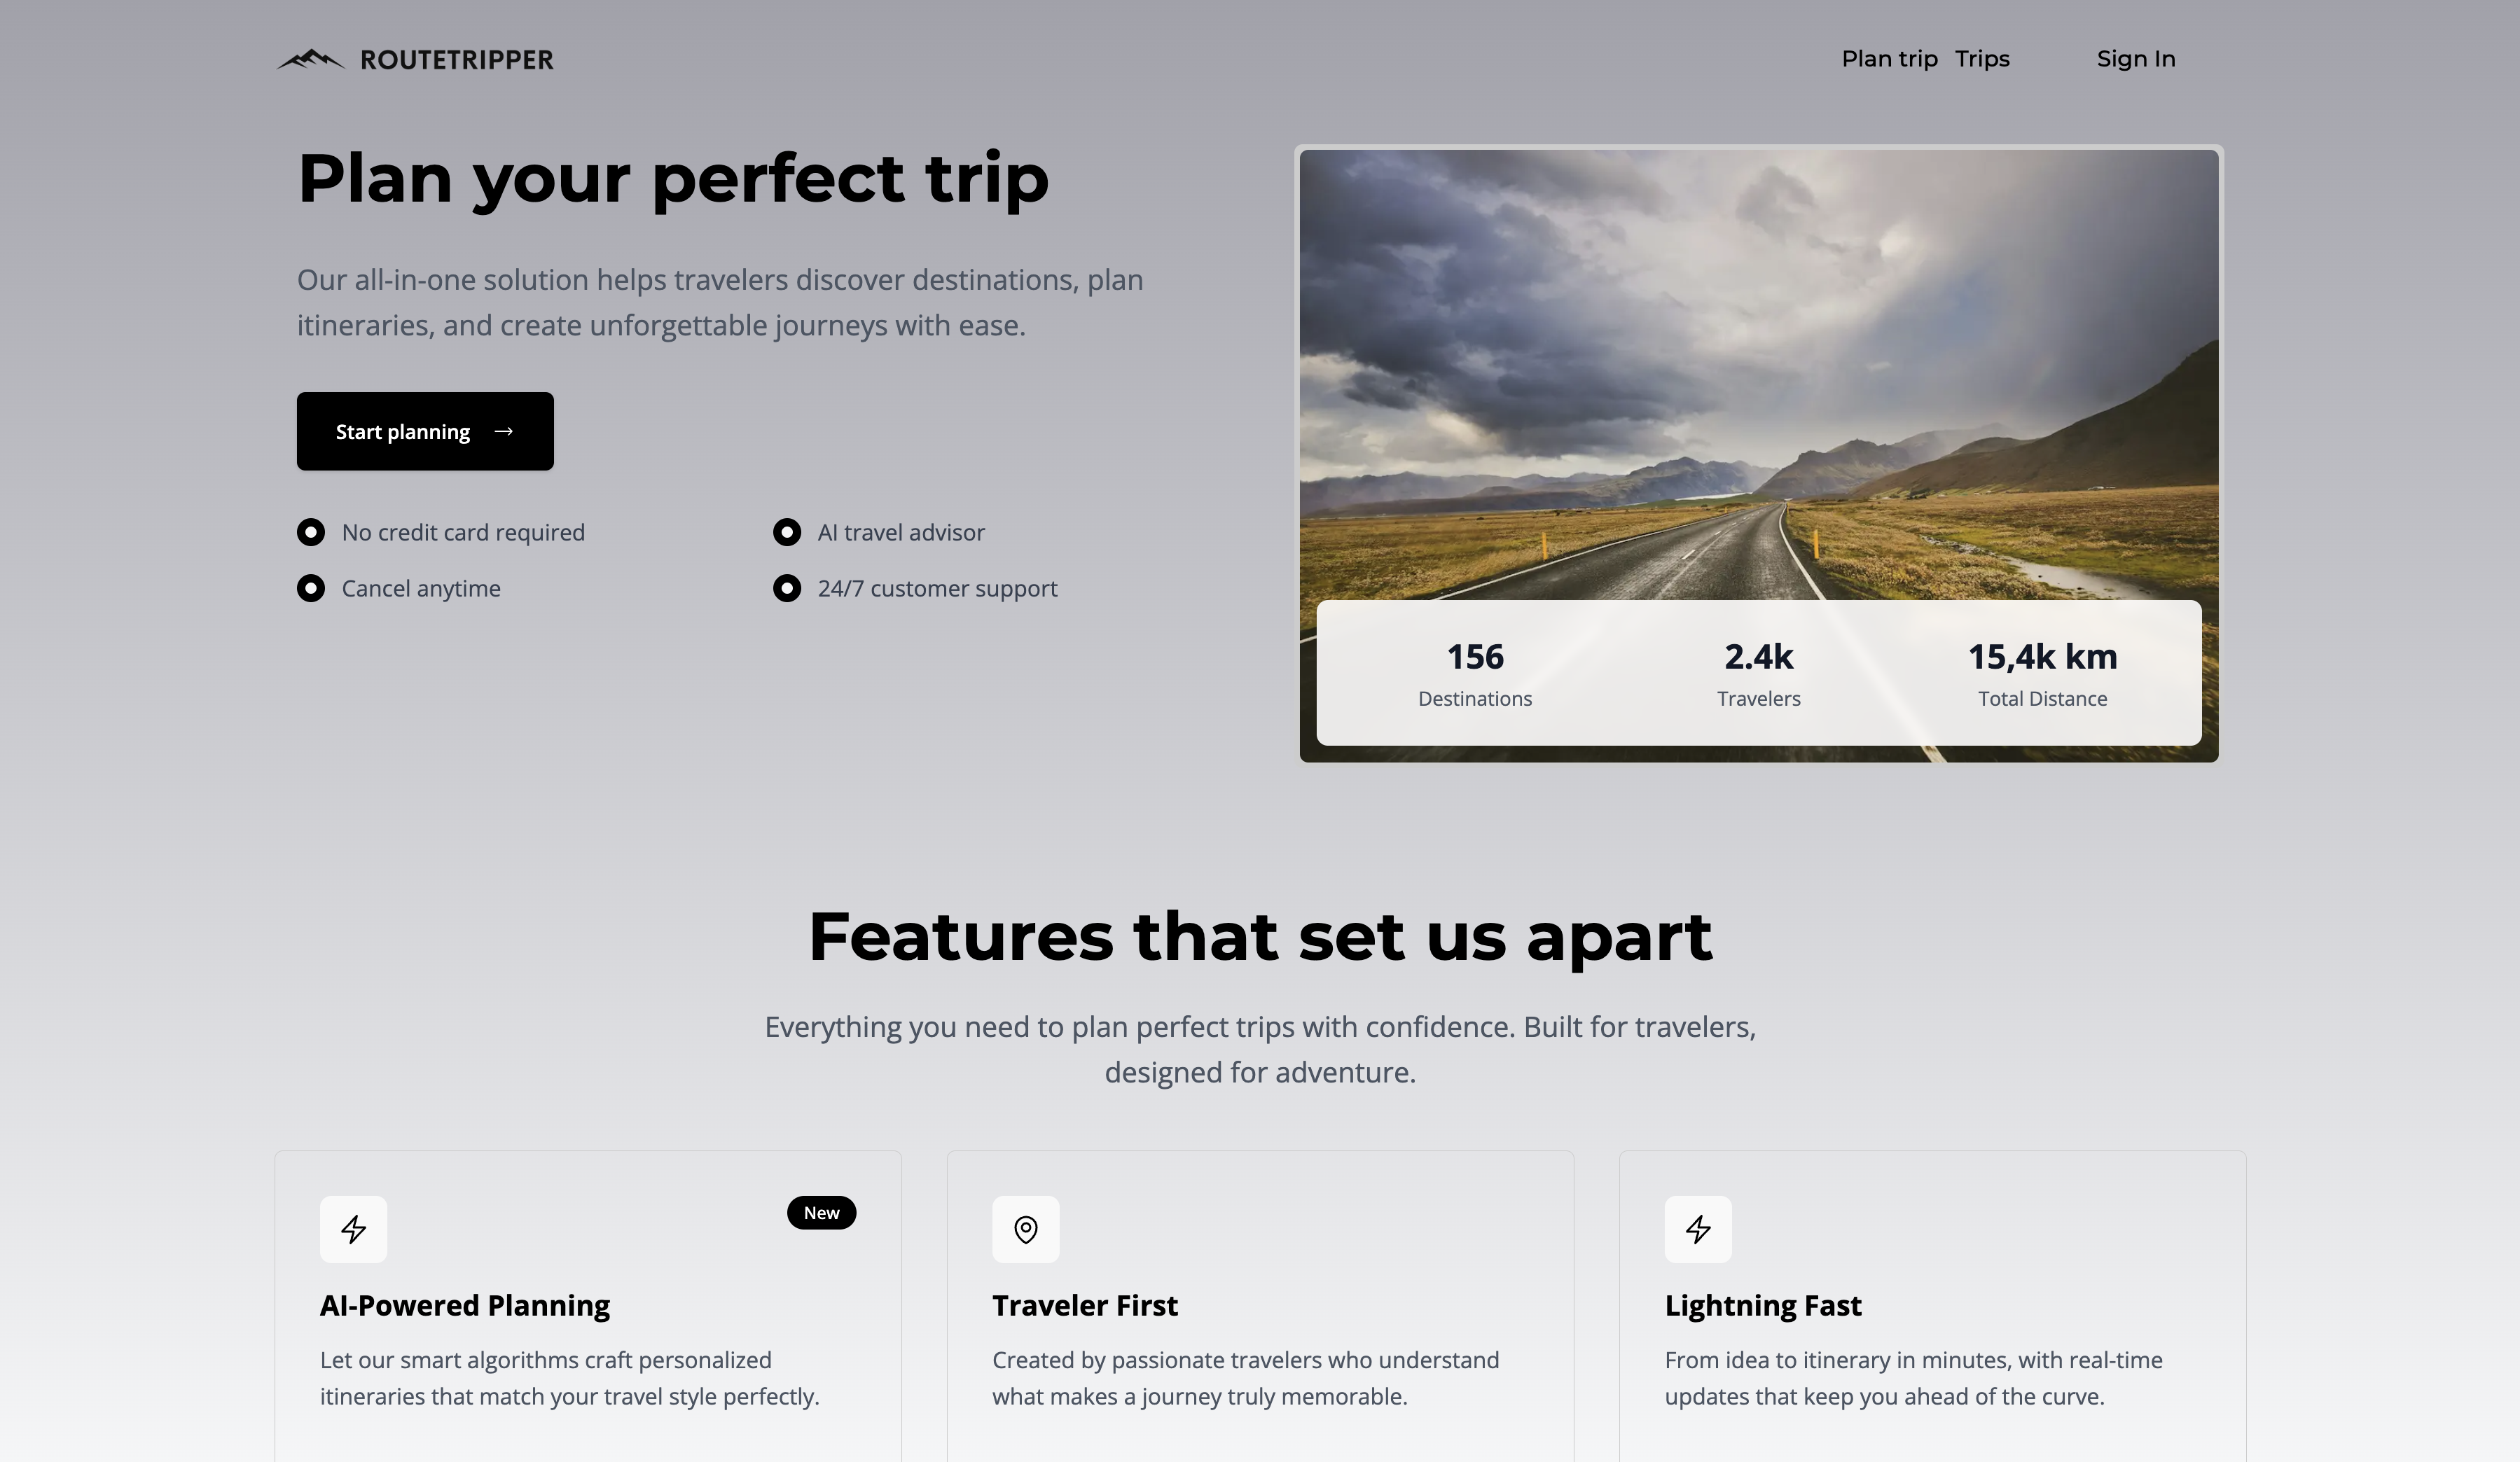 ROUTETRIPPER
Plan trip Trips Sign In
Plan your perfect trip
Our all-in-one solution helps travelers discover destinations, plan
itineraries, and create unforgettable journeys with ease.
Start planning →
No credit card required
AI travel advisor
Cancel anytime
24/7 customer support
156
Destinations
2.4k
Travelers
15,4k km
Total Distance
Features that set us apart
Everything you need to plan perfect trips with confidence. Built for travelers,
designed for adventure.
New
AI-Powered Planning
Let our smart algorithms craft personalized
itineraries that match your travel style perfectly.
Traveler First
Created by passionate travelers who understand
what makes a journey truly memorable.
Lightning Fast
From idea to itinerary in minutes, with real-time
updates that keep you ahead of the curve.